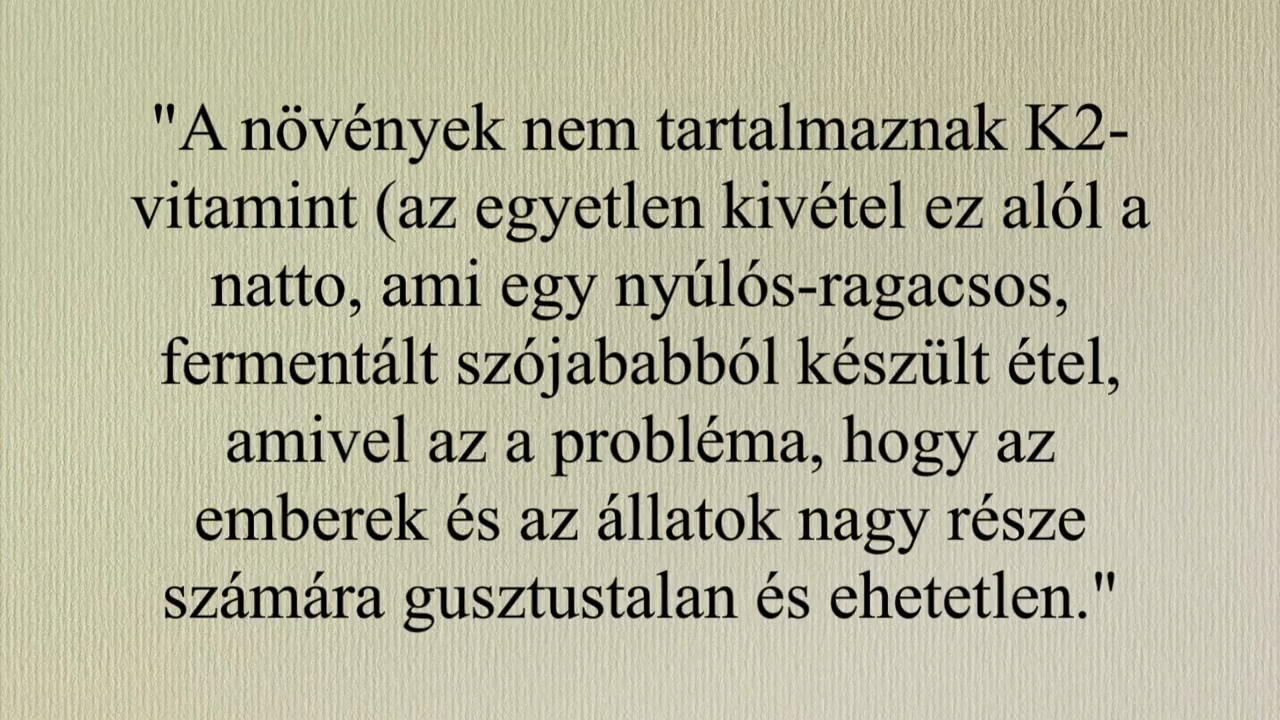 "A növények nem tartalmaznak K2-
vitamint (az egyetlen kivétel ez alól a
natto, ami egy nyúlós-ragacsos,
fermentált szójababból készült étel,
amivel az a probléma, hogy az
emberek és az állatok nagy része
számára gusztustalan és ehetetlen."